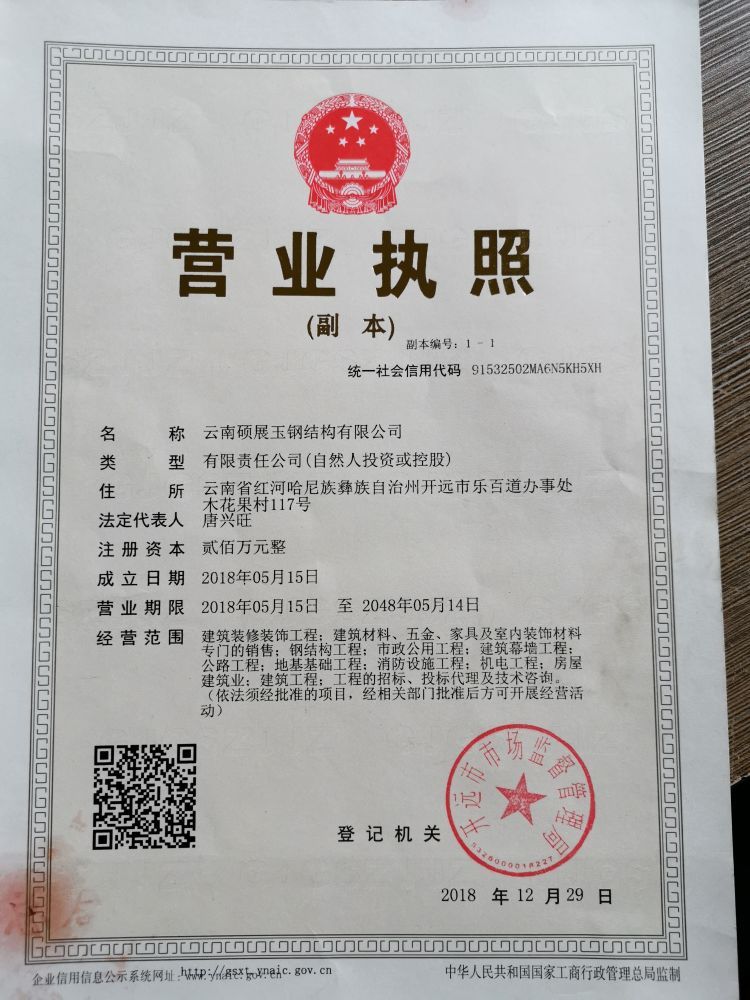 营业执照
(副 本)
副本编号：1 - 1
统一社会信用代码 91532502MA6N5KH5XH
名 称 云南硕展玉钢结构有限公司
类 型 有限责任公司(自然人投资或控股)
住 所 云南省红河哈尼族彝族自治州开远市乐百道办事处
木花果村117号
法定代表人 唐兴旺
注册资本 贰佰万元整
成立日期 2018年05月15日
营业期限 2018年05月15日 至 2048年05月14日
经营范围 建筑装修装饰工程；建筑材料、五金、家具及室内装饰材料
专门的销售；钢结构工程；市政公用工程；建筑幕墙工程；
公路工程；地基基础工程；消防设施工程；机电工程；房屋
建筑业；建筑工程；工程的招标、投标代理及技术咨询。
（依法须经批准的项目，经相关部门批准后方可开展经营活
动）
开远市市场监督管理局
5326000018227
登记机关
2018 年 12 月 29 日
企业信用信息公示系统网址：www.ynaic.gov.cn
http://gsxt.ynaic.gov.cn
中华人民共和国国家工商行政管理总局监制